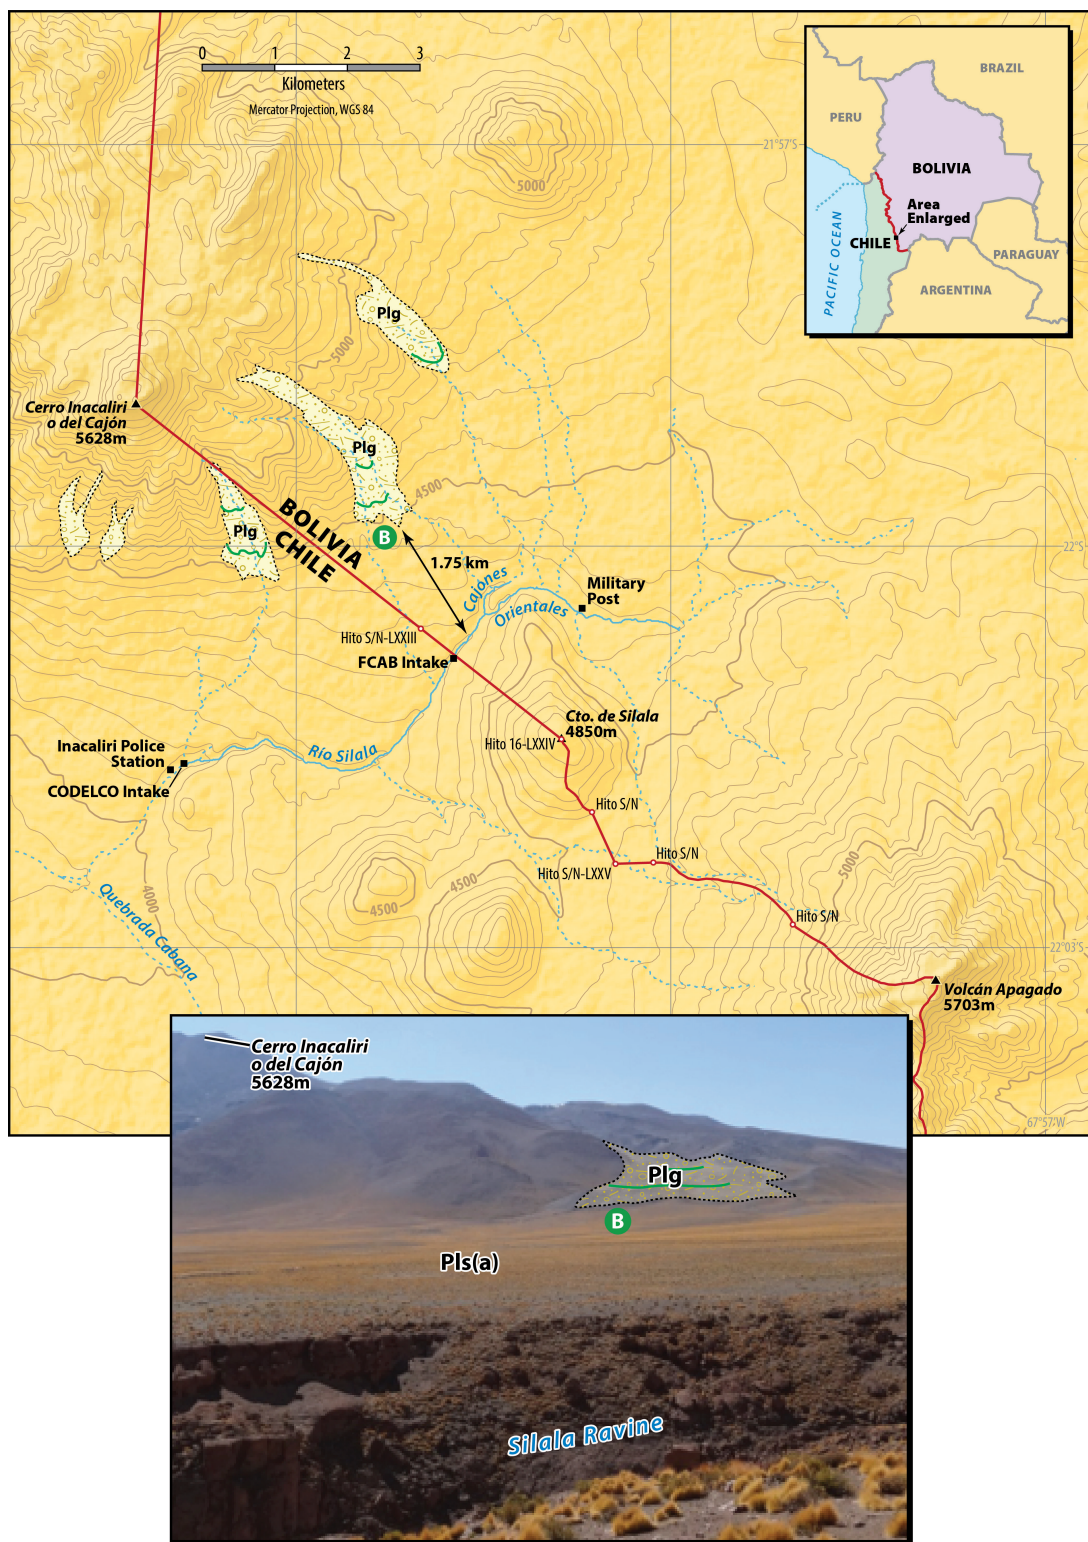 0 1 2 3
Kilometers
Mercator Projection, WGS 84
21°57'S
5000
BRAZIL
PERU
BOLIVIA
Area
Enlarged
CHILE
PACIFIC OCEAN
PARAGUAY
ARGENTINA
Plg
5000
Cerro Inacaliri
o del Cajón
5628m
Plg
4500
Plg
BOLIVIA
CHILE
B
1.75 km
22°S
Cajónes
Orientales
Military
Post
Hito S/N-LXXIII
FCAB Intake
Cto. de Silala
4850m
Hito 16-LXXIV
Inacaliri Police
Station
Río Silala
CODELCO Intake
Hito S/N
Hito S/N
Hito S/N-LXXV
5000
4500
4500
4000
Quebrada Cabana
Hito S/N
22°03'S
Volcán Apagado
5703m
67°57'W
Cerro Inacaliri
o del Cajón
5628m
Plg
B
Pls(a)
Silala Ravine